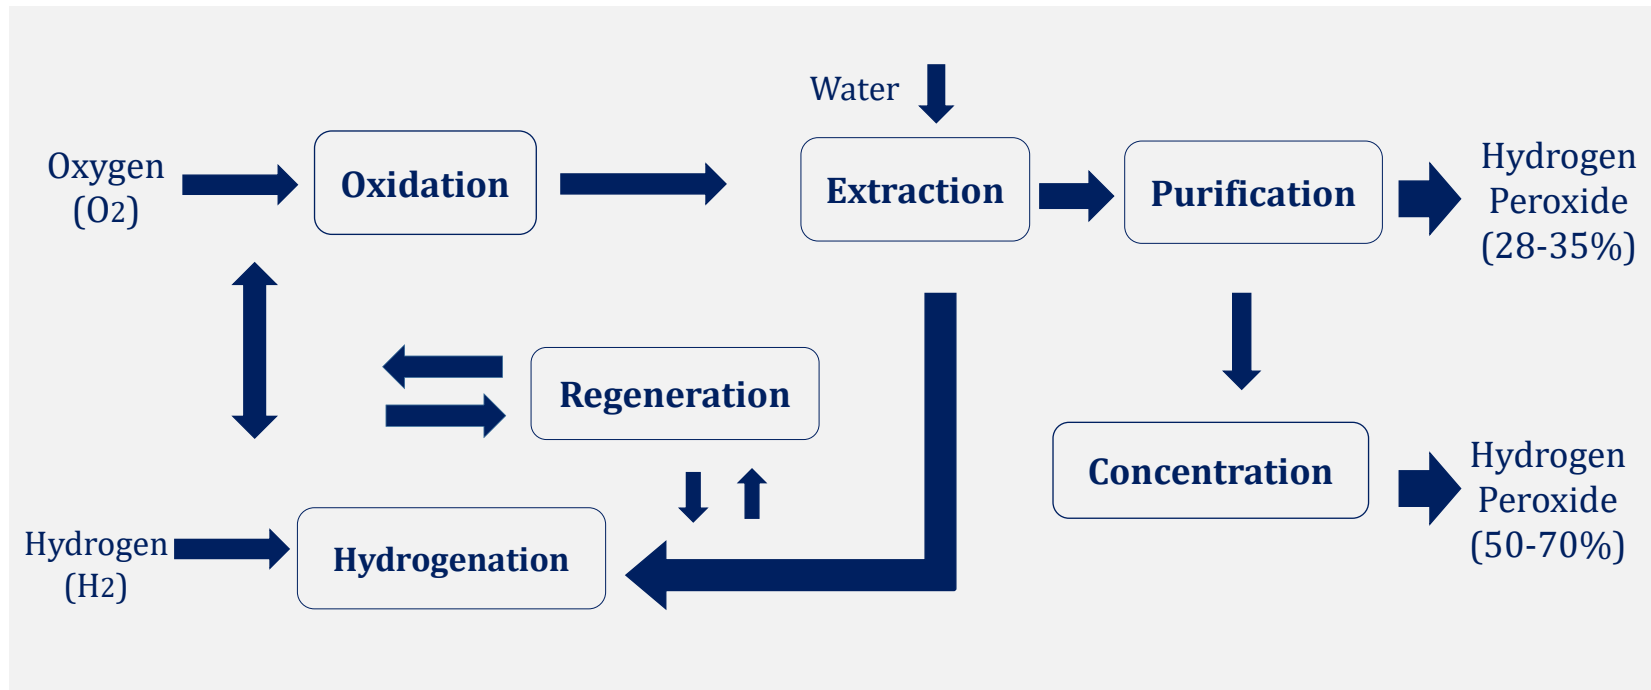 Water
Oxygen
(O2)
Oxidation
Extraction
Purification
Hydrogen
Peroxide
(28-35%)
Regeneration
Concentration
Hydrogen
Peroxide
(50-70%)
Hydrogen
(H2)
Hydrogenation